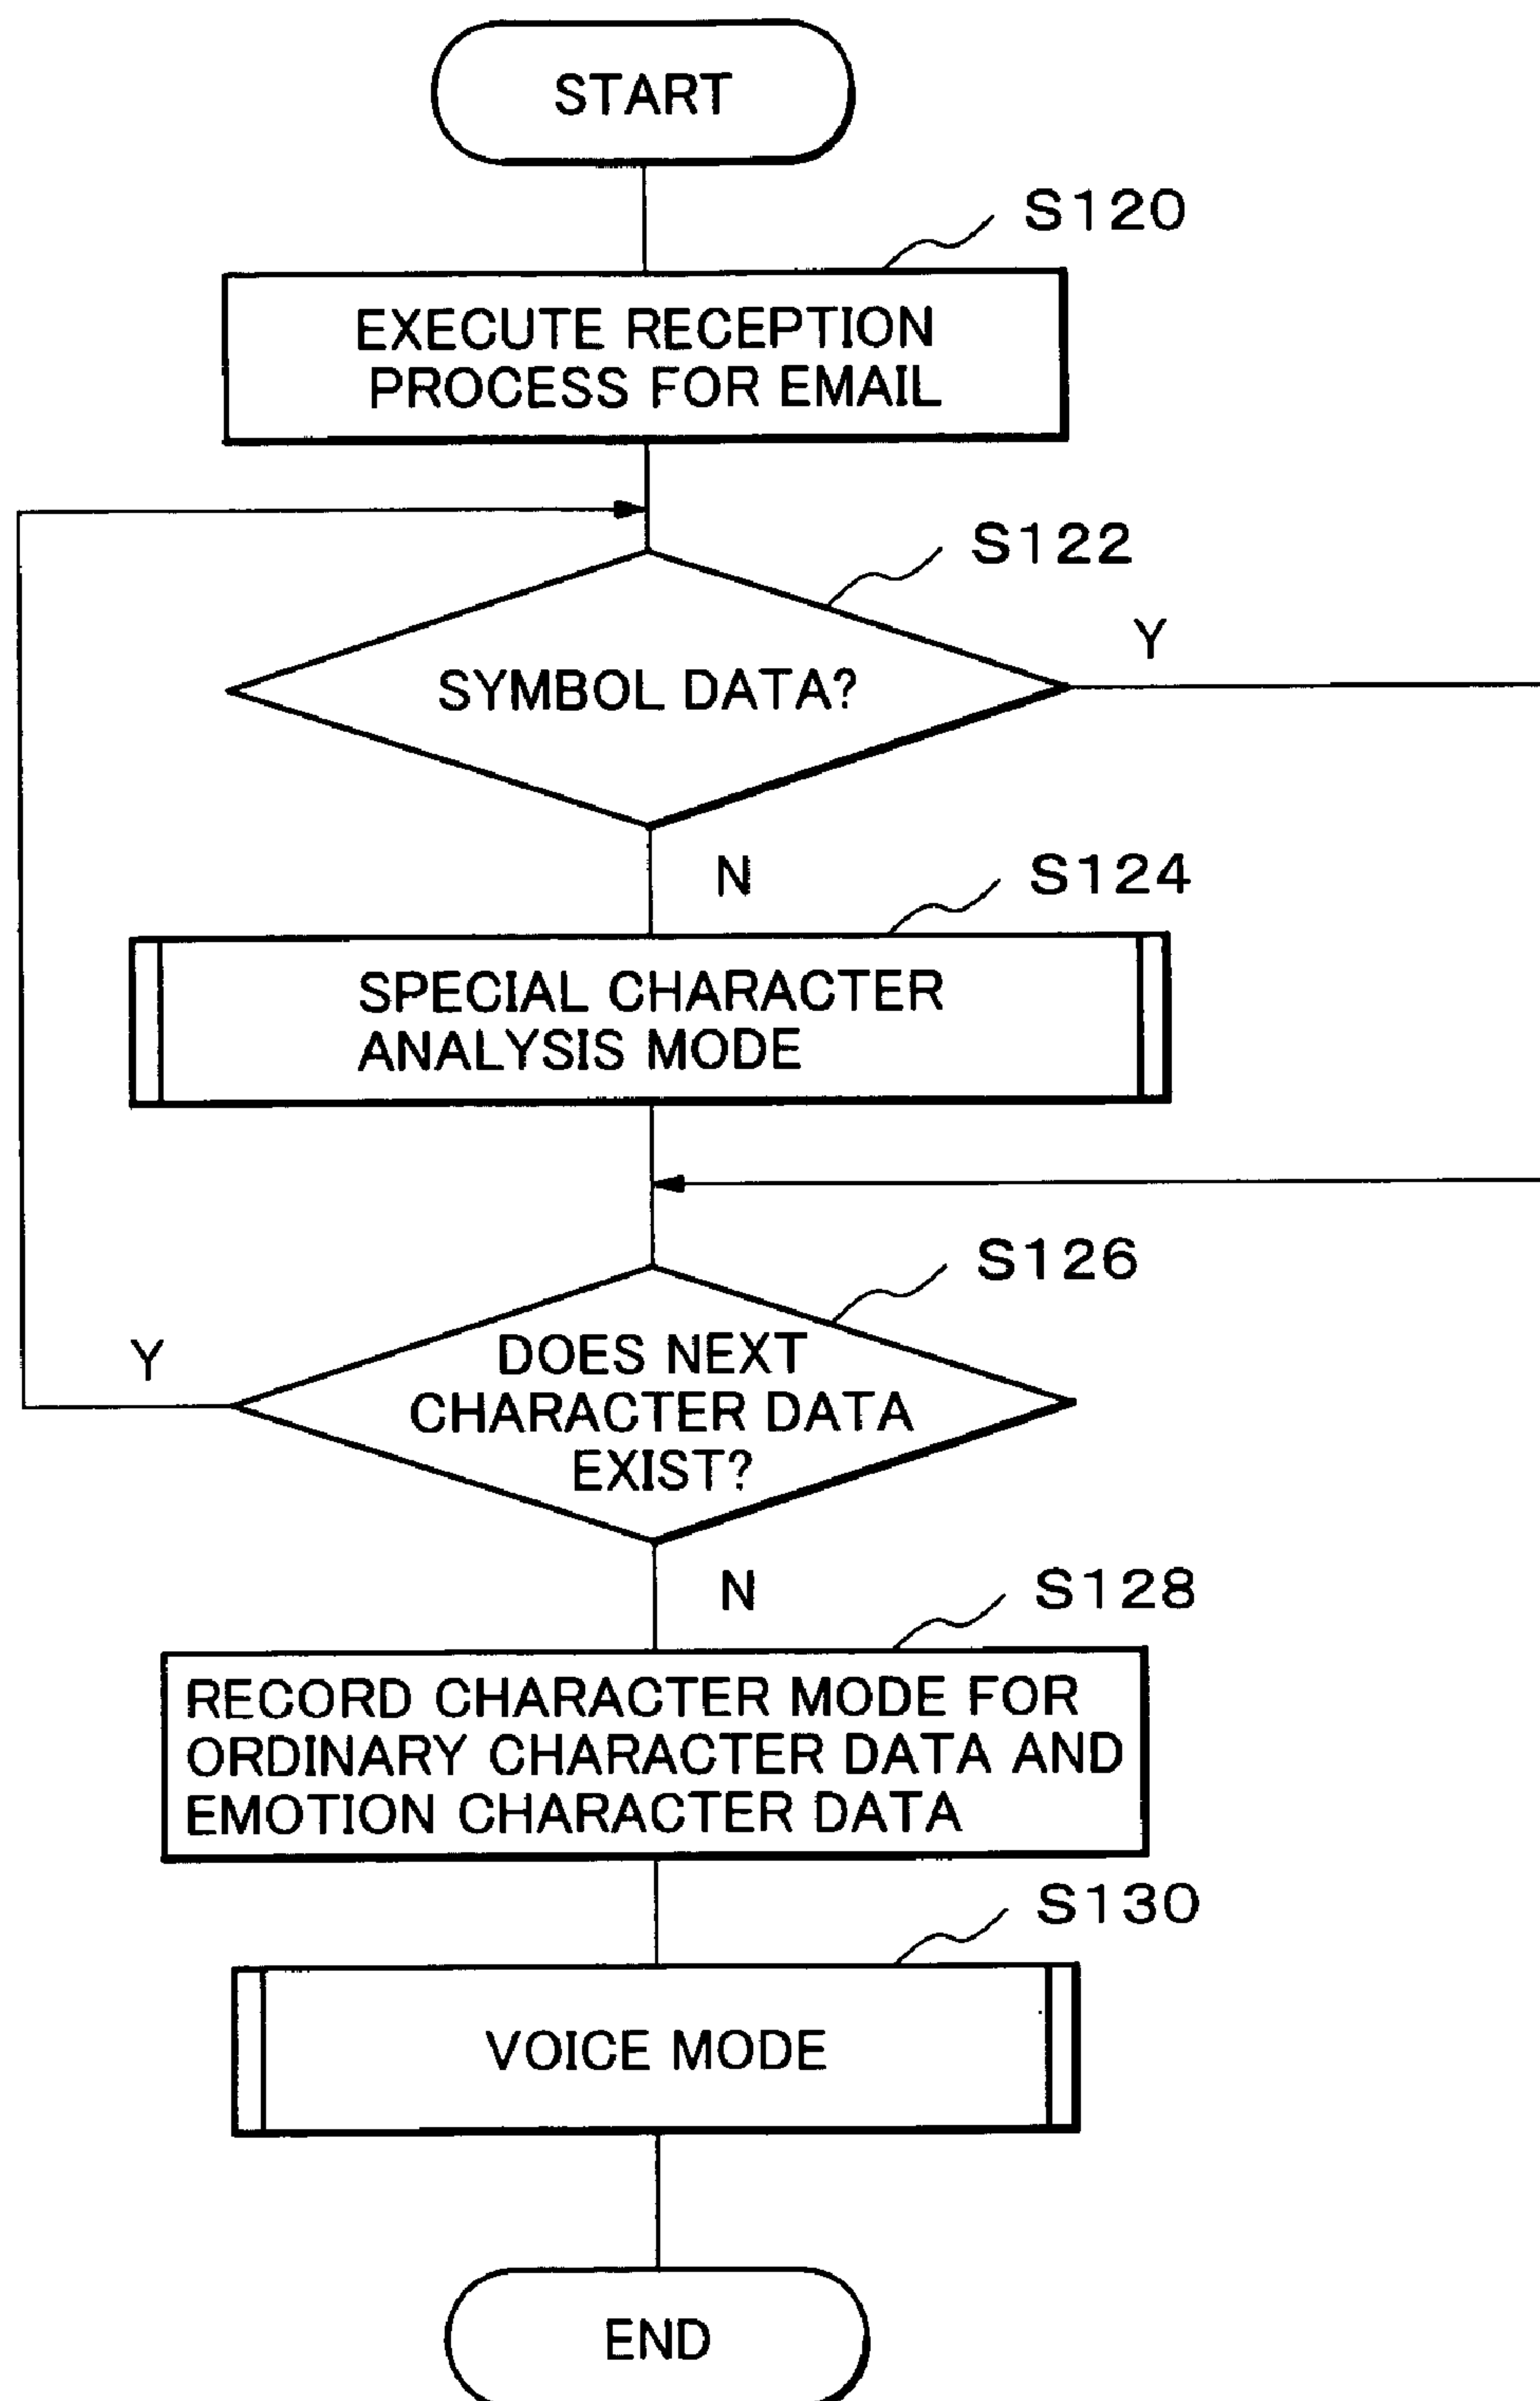 START
S120
EXECUTE RECEPTION
PROCESS FOR EMAIL
S122
SYMBOL DATA?
Y
N
S124
SPECIAL CHARACTER
ANALYSIS MODE
S126
DOES NEXT
CHARACTER DATA
EXIST?
Y
N
S128
RECORD CHARACTER MODE FOR
ORDINARY CHARACTER DATA AND
EMOTION CHARACTER DATA
S130
VOICE MODE
END